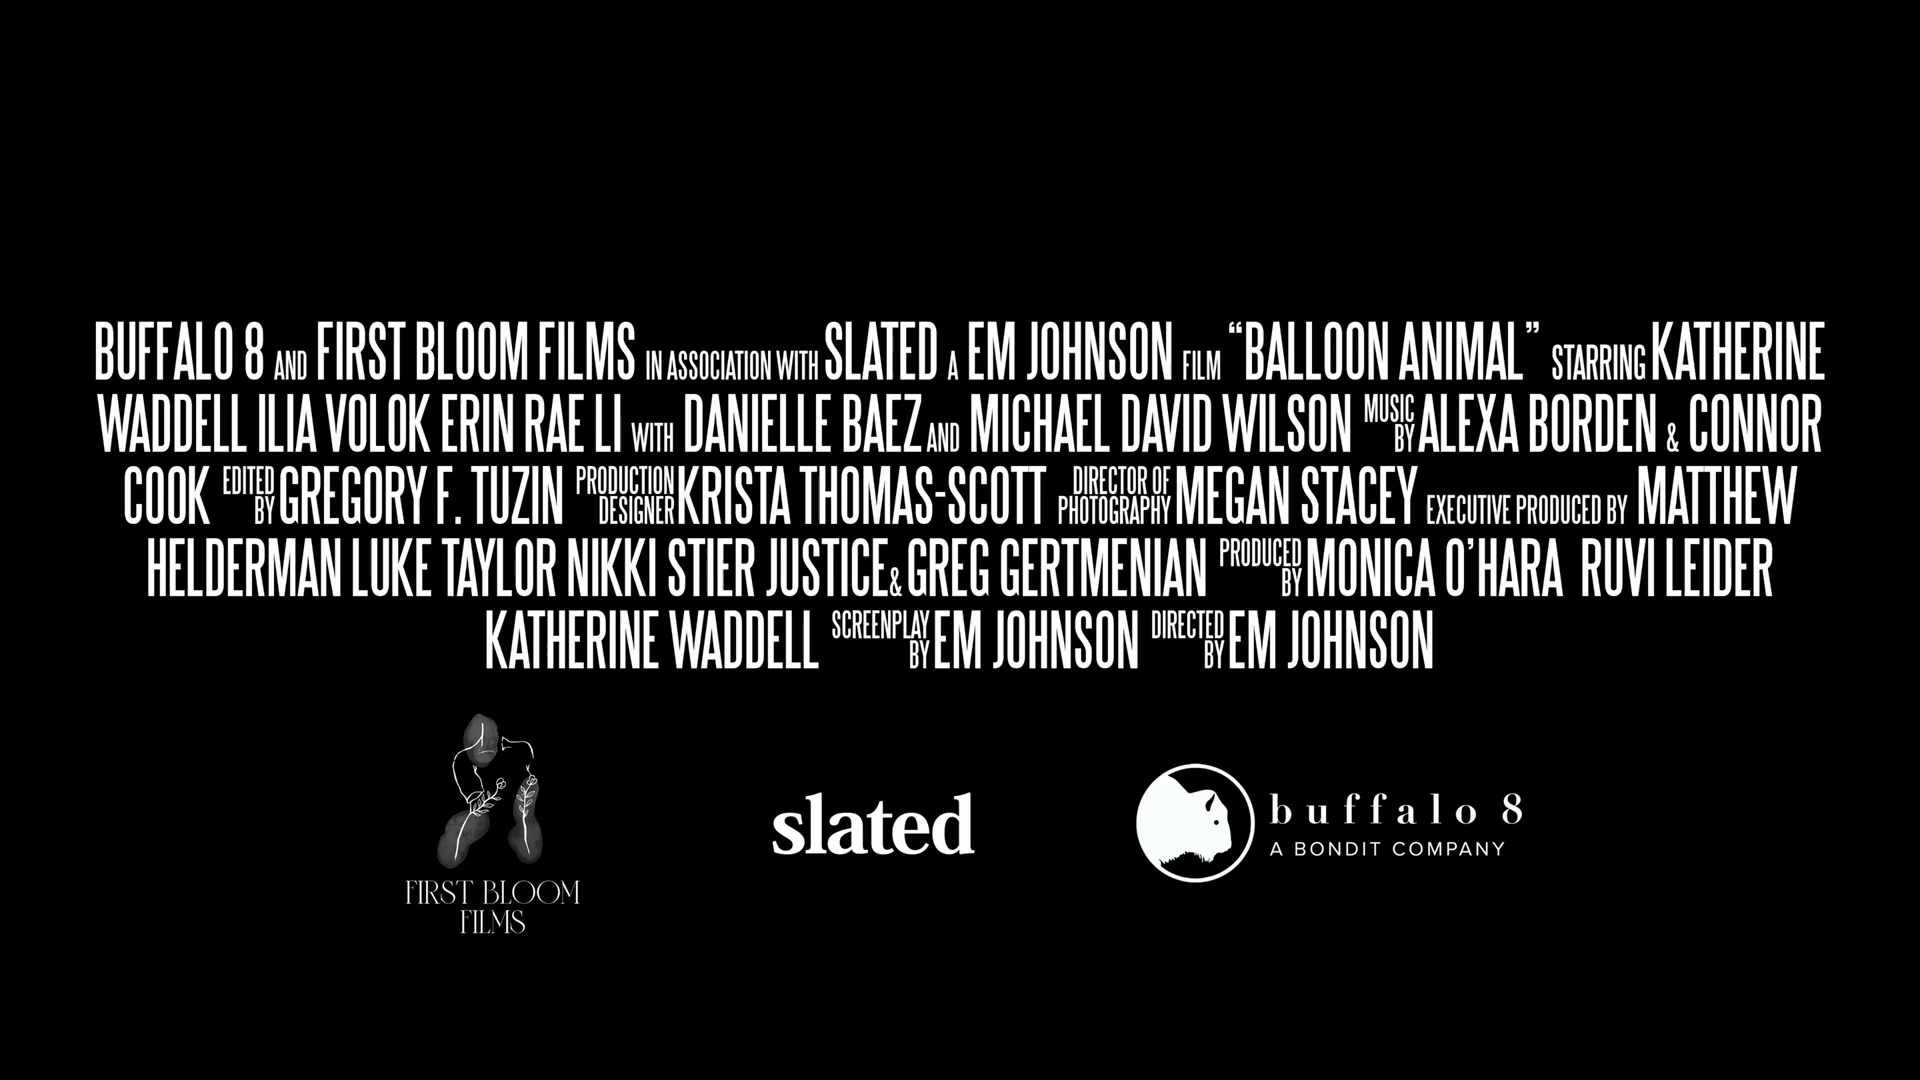 BUFFALO 8 AND FIRST BLOOM FILMS IN ASSOCIATION WITH SLATED A EM JOHNSON FILM “BALLOON ANIMAL” STARRING KATHERINE
WADDELL ILIA VOLOK ERIN RAE LI WITH DANIELLE BAEZ AND MICHAEL DAVID WILSON MUSIC BY ALEXA BORDEN & CONNOR
COOK EDITED BY GREGORY F. TUZIN PRODUCTION DESIGNER KRISTA THOMAS-SCOTT DIRECTOR OF PHOTOGRAPHY MEGAN STACEY EXECUTIVE PRODUCED BY MATTHEW
HELDERMAN LUKE TAYLOR NIKKI STIER JUSTICE & GREG GERTMENIAN PRODUCED BY MONICA O’HARA RUVI LEIDER
KATHERINE WADDELL SCREENPLAY BY EM JOHNSON DIRECTED BY EM JOHNSON
FIRST BLOOM
FILMS
slated
buffalo 8
A BONDIT COMPANY